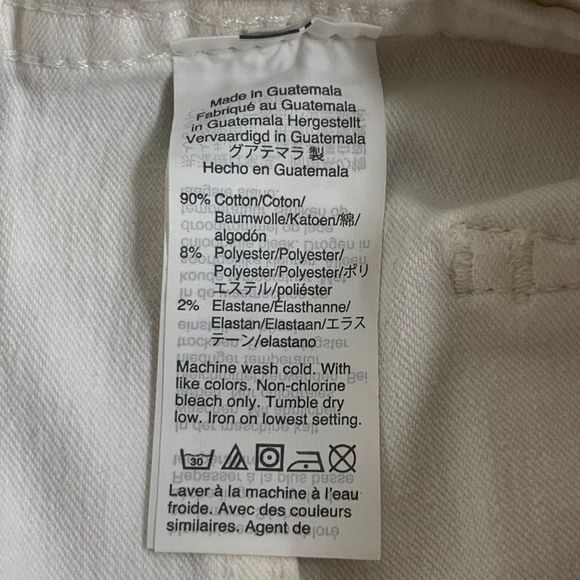 Made in Guatemala
Fabriqué au Guatemala
in Guatemala Hergestellt
Vervaardigd in Guatemala
グアテマラ 製
Hecho en Guatemala
90% Cotton/Coton/
Baumwolle/Katoen/綿/
algodón
8% Polyester/Polyester/
Polyester/Polyester/ポリ
エステル/poliéster
2% Elastane/Élasthanne/
Elastan/Elastaan/エラス
テーン/elastano
Machine wash cold. With
like colors. Non-chlorine
bleach only. Tumble dry
low. Iron on lowest setting.
30
Laver à la machine à l'eau
froide. Avec des couleurs
similaires. Agent de